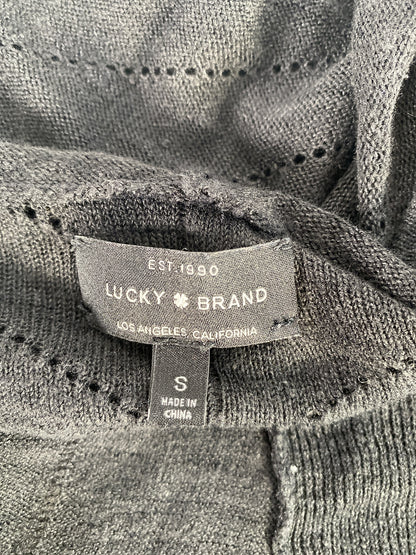 EST. 1990
LUCKY BRAND
LOS ANGELES, CALIFORNIA
S
MADE IN
CHINA